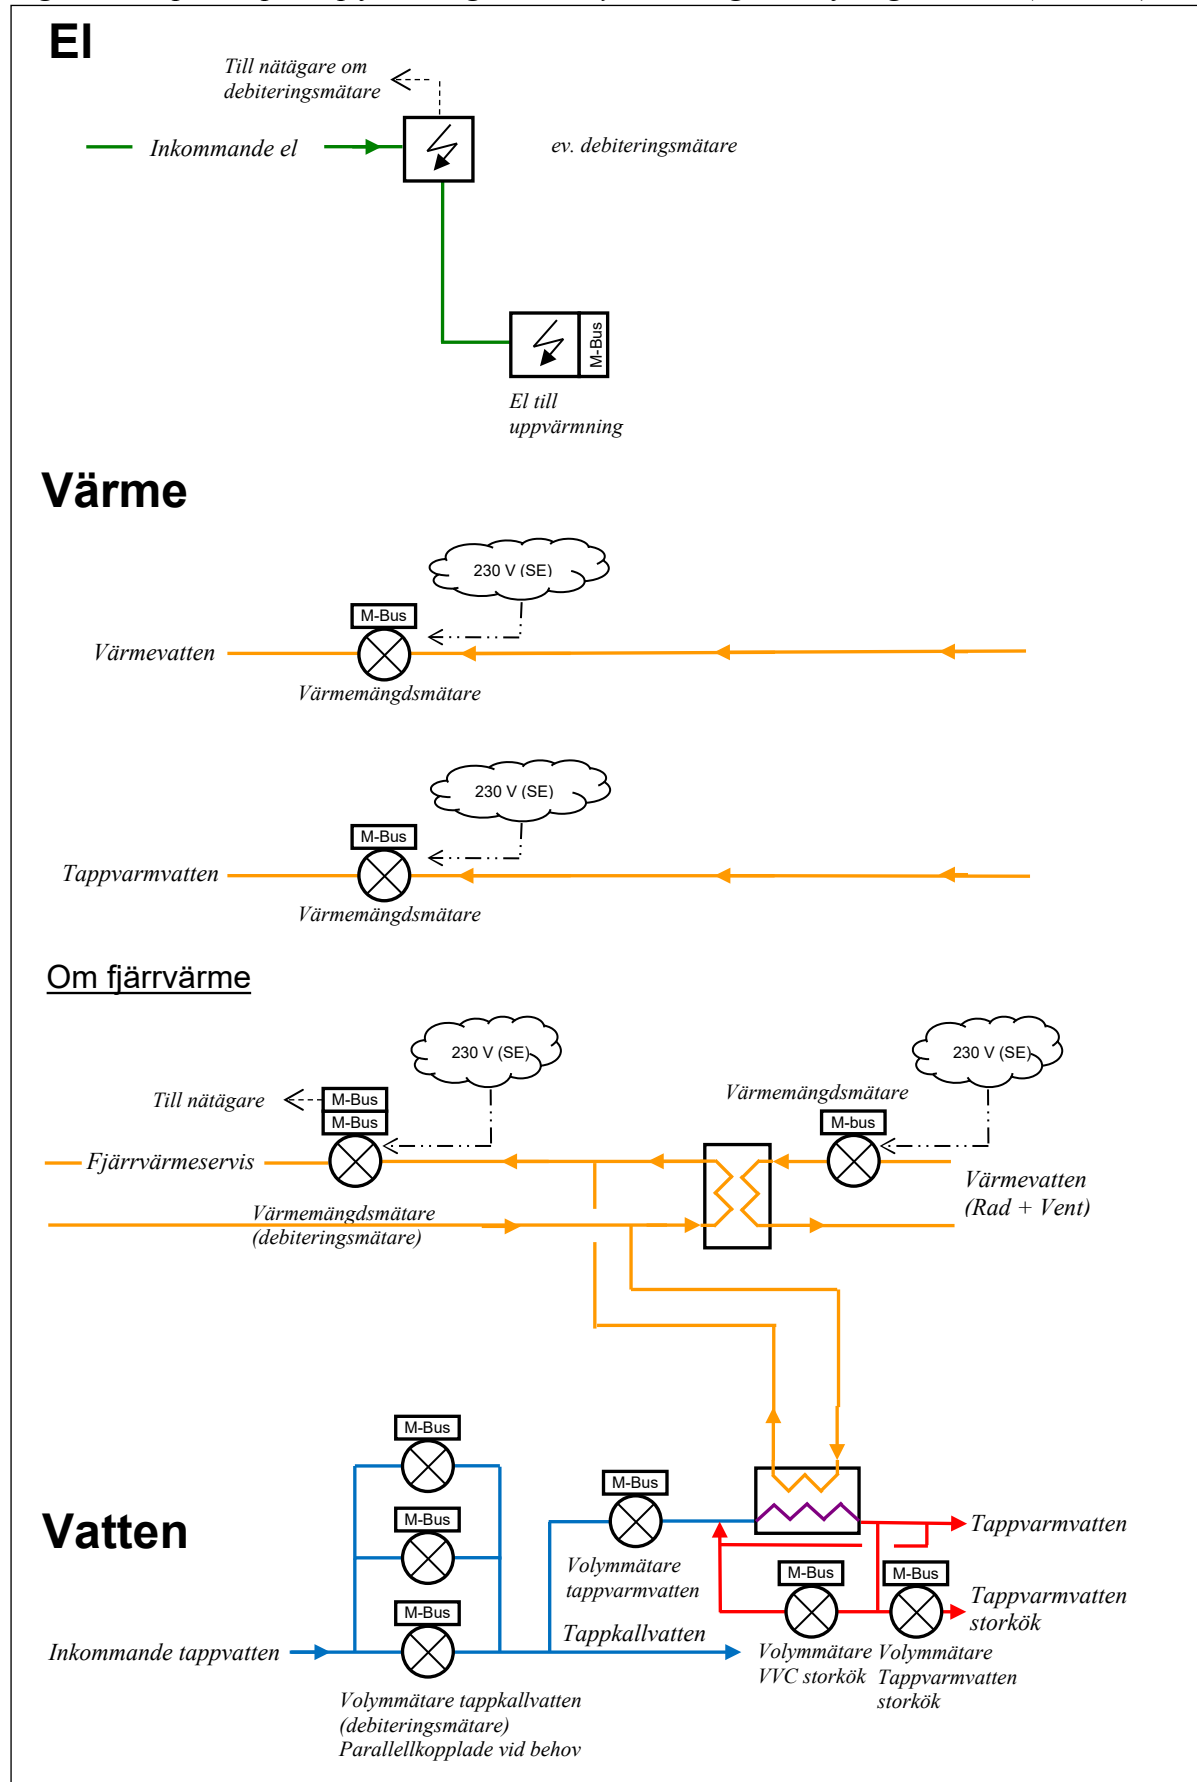 El
Till nätägare om
debiteringsmätare
Inkommande el
ev. debiteringsmätare
M-Bus
El till
uppvärmning
Värme
230 V (SE)
M-Bus
Värmevatten
Värmemängdsmätare
230 V (SE)
M-Bus
Tappvarmvatten
Värmemängdsmätare
Om fjärrvärme
230 V (SE)
230 V (SE)
Till nätägare
M-Bus
M-Bus
Värmemängdsmätare
M-bus
Fjärrvärmeservis
Värmevatten
(Rad + Vent)
Värmemängdsmätare
(debiteringsmätare)
M-Bus
M-Bus
M-Bus
Vatten
M-Bus
Volymmätare
tappvarmvatten
Tappvarmvatten
M-Bus
M-Bus
Tappvarmvatten
storkök
Inkommande tappvatten
Tappkallvatten
Volymmätare
VVC storkök
Volymmätare
Tappvarmvatten
storkök
Volymmätare tappkallvatten
(debiteringsmätare)
Parallellkopplade vid behov